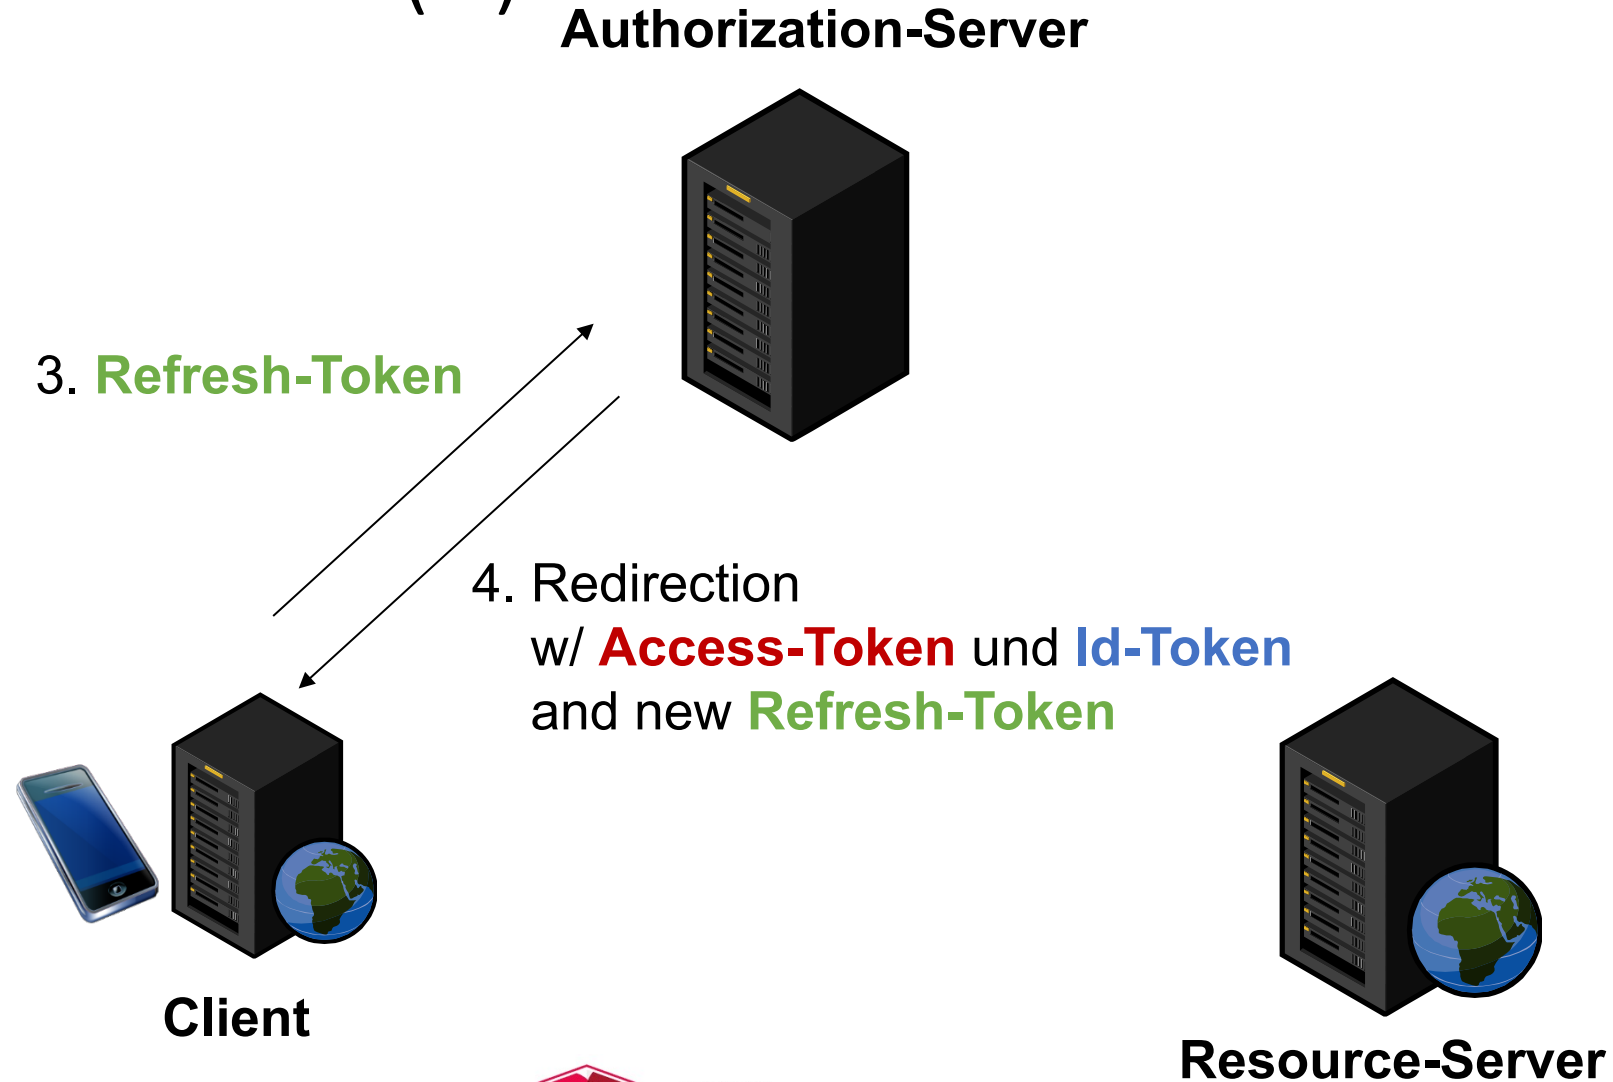 Authorization-Server
3. Refresh-Token
4. Redirection
w/ Access-Token und Id-Token
and new Refresh-Token
Client
Resource-Server